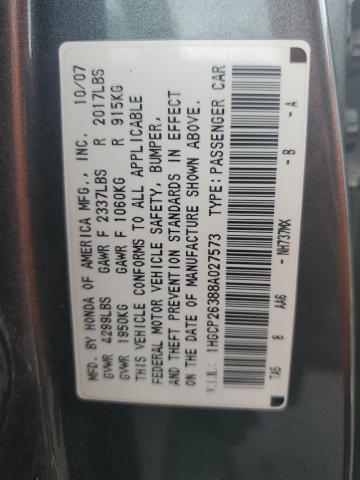 MFD. BY HONDA OF AMERICA MFG., INC. 10/07
GVWR 4299LBS GAWR F 2337LBS R 2017LBS
GVWR 1950KG GAWR F 1060KG R 915KG
THIS VEHICLE CONFORMS TO ALL APPLICABLE
FEDERAL MOTOR VEHICLE SAFETY, BUMPER,
AND THEFT PREVENTION STANDARDS IN EFFECT
ON THE DATE OF MANUFACTURE SHOWN ABOVE.
V.I.N.: 1HGCP26388A027573 TYPE: PASSENGER CAR
NH737MX - B - A
TA5 8 AA6